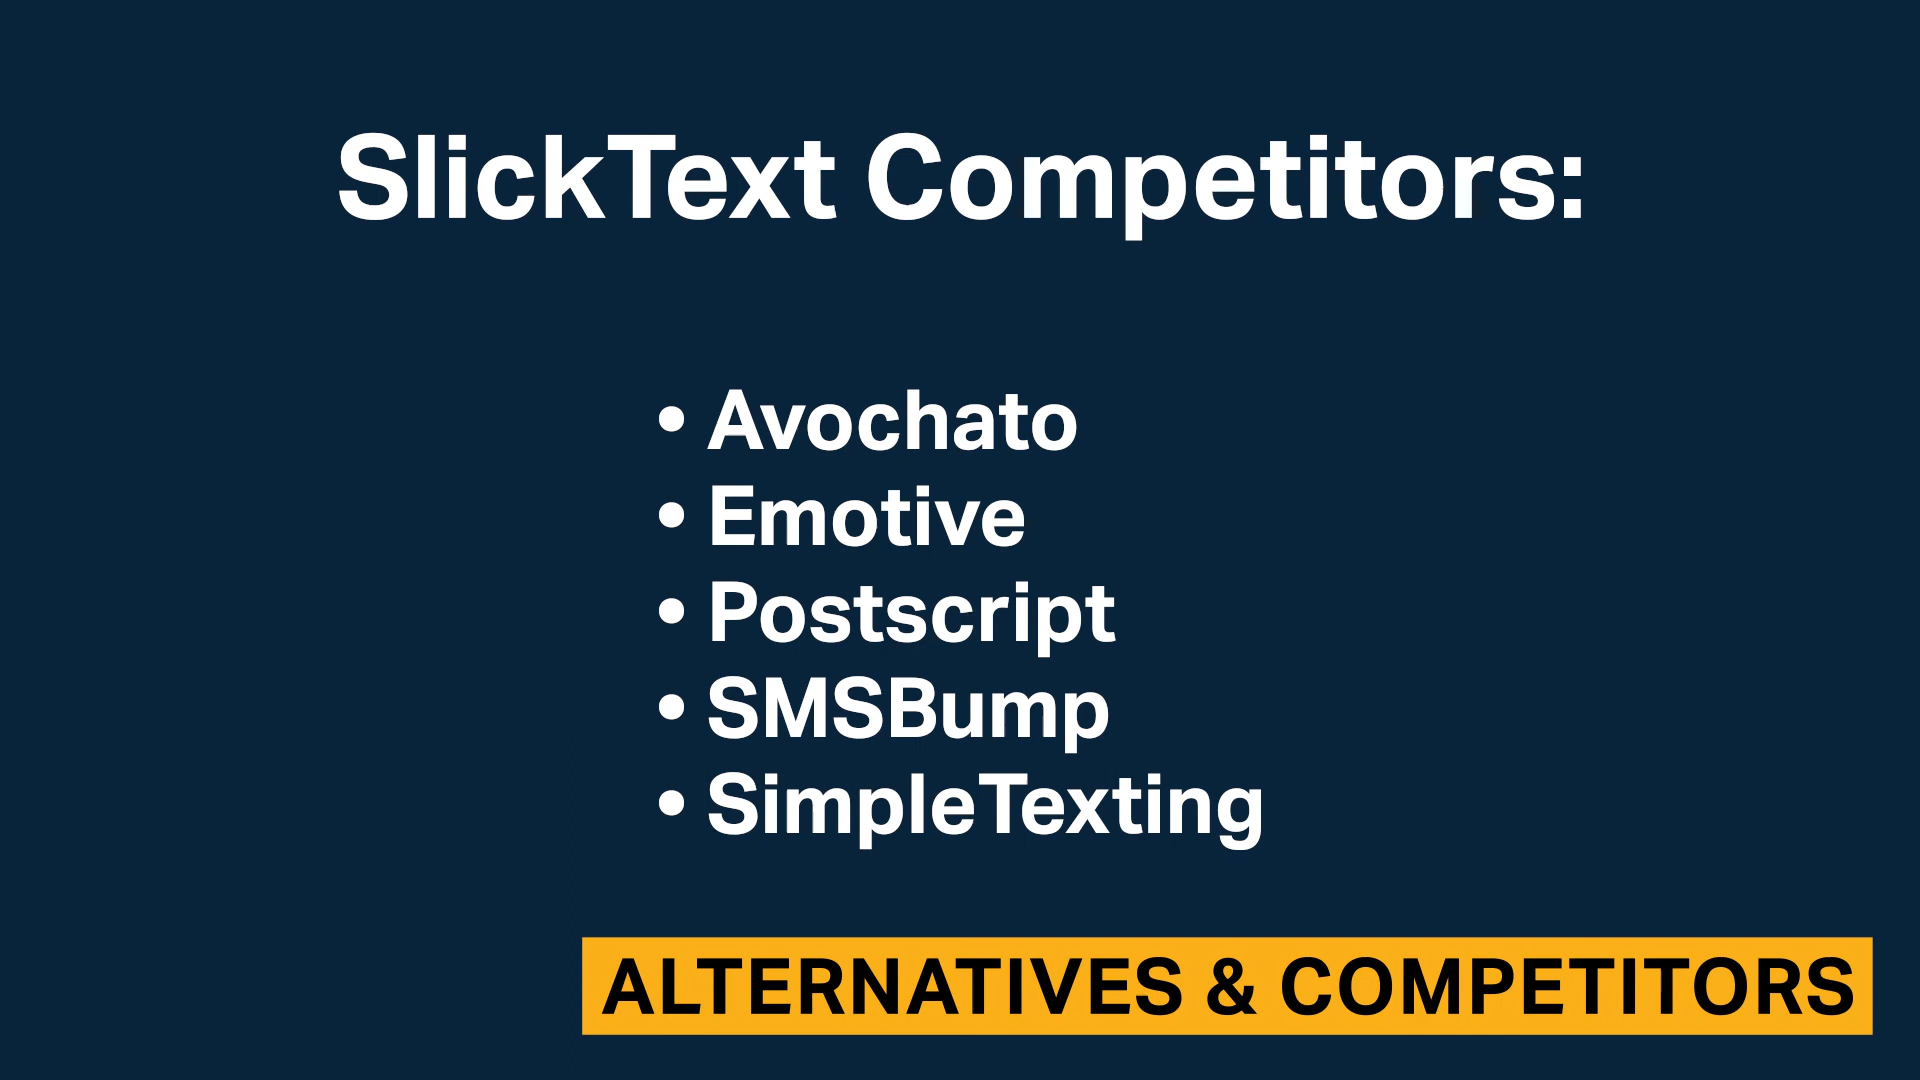 SlickText Competitors:
• Avochato
• Emotive
• Postscript
• SMSBump
• SimpleTexting
ALTERNATIVES & COMPETITORS